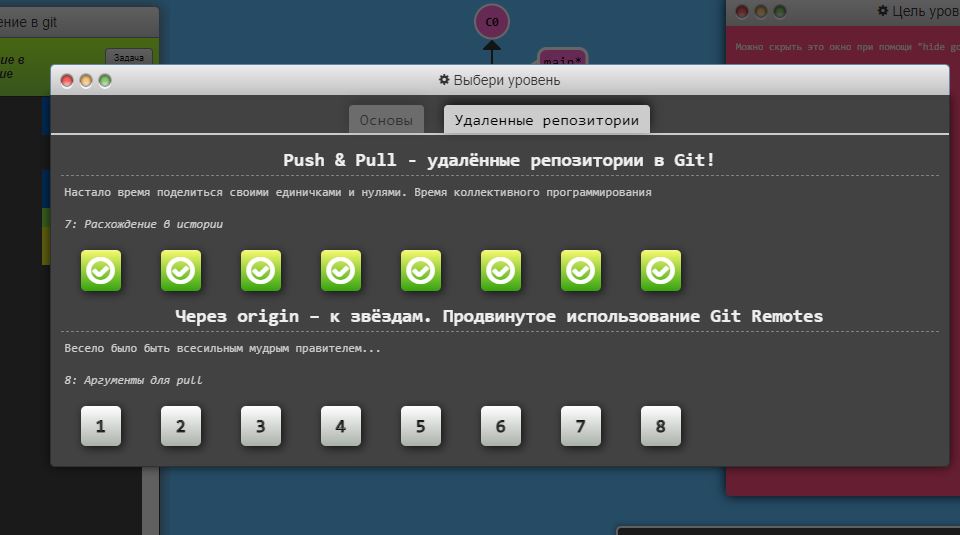 ение в git
C0
Цель уров
ие в
ие
Задача
Можно скрыть это окно при помощи "hide go
main*
Выбери уровень
Основы
Удаленные репозитории
Push & Pull - удалённые репозитории в Git!
Настало время поделиться своими единичками и нулями. Время коллективного программирования
7: Расхождение в истории
Через origin – к звёздам. Продвинутое использование Git Remotes
Весело было быть всесильным мудрым правителем...
8: Аргументы для pull
1 2 3 4 5 6 7 8